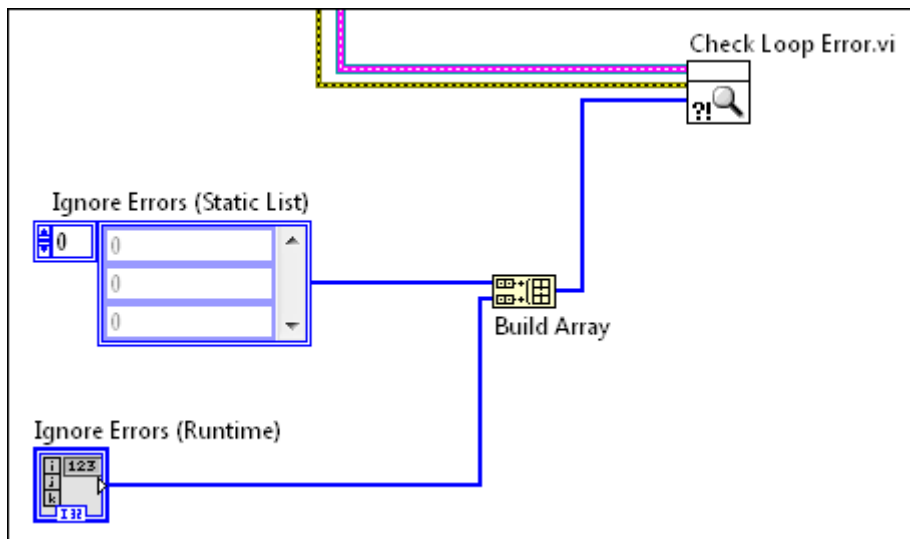 Check Loop Error.vi
?!
Ignore Errors (Static List)
0
0
0
0
Build Array
Ignore Errors (Runtime)
i
123
j
k
I32